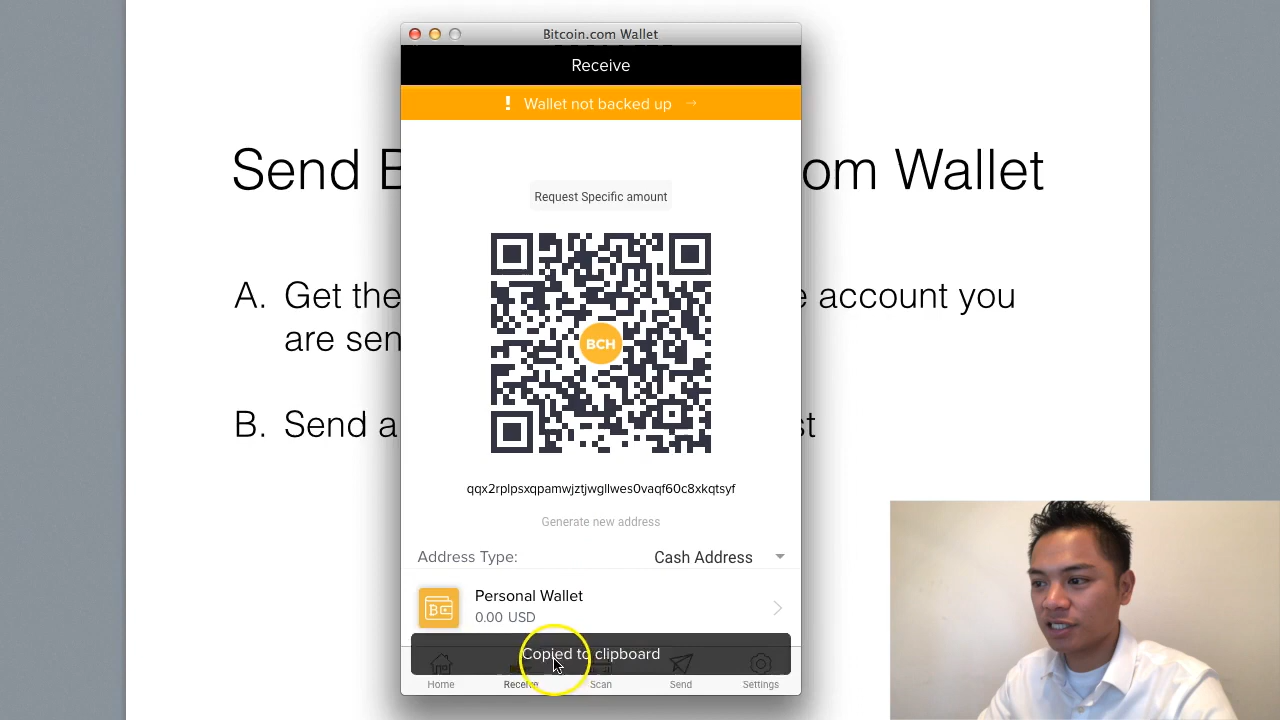 Bitcoin.com Wallet
Receive
! Wallet not backed up →
Send B om Wallet
Request Specific amount
A. Get the e account you
are sen
BCH
B. Send a st
qqx2rplpsxqpamwjztjwgllwes0vaqf60c8xkqtsyf
Generate new address
Address Type: Cash Address
Personal Wallet
0.00 USD
Copied to clipboard
Home Receive Scan Send Settings